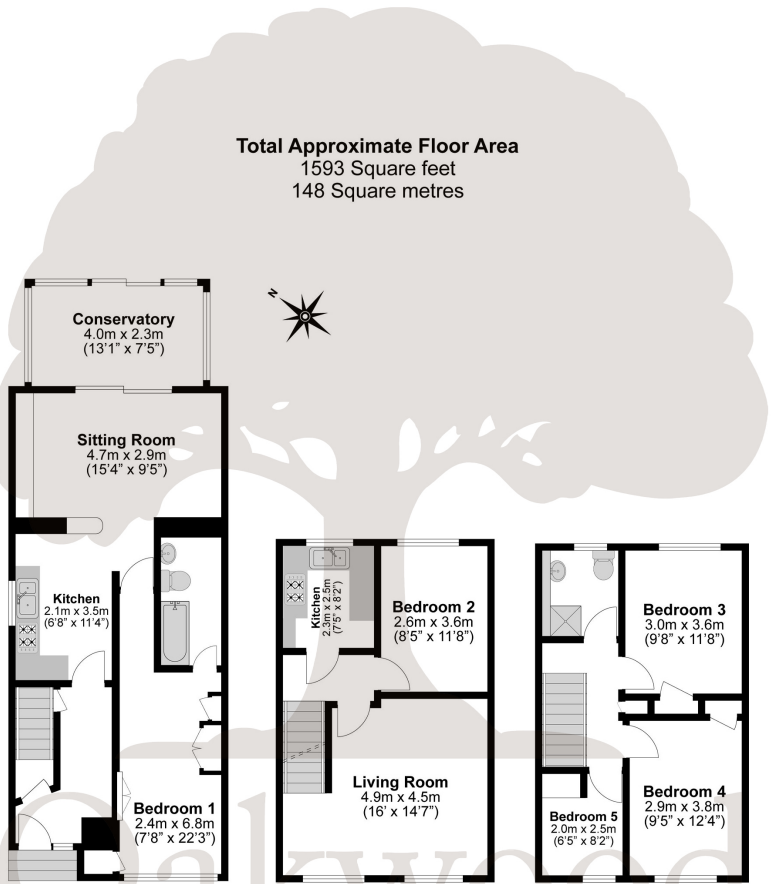 Total Approximate Floor Area
1593 Square feet
148 Square metres
N
Conservatory
4.0m x 2.3m
(13'1" x 7'5")
Sitting Room
4.7m x 2.9m
(15'4" x 9'5")
Kitchen
2.1m x 3.5m
(6'8" x 11'4")
Bedroom 1
2.4m x 6.8m
(7'8" x 22'3")
Kitchen
2.3m x 2.5m
(7'5" x 8'2")
Bedroom 2
2.6m x 3.6m
(8'5" x 11'8")
Living Room
4.9m x 4.5m
(16' x 14'7")
Bedroom 3
3.0m x 3.6m
(9'8" x 11'8")
Bedroom 4
2.9m x 3.8m
(9'5" x 12'4")
Bedroom 5
2.0m x 2.5m
(6'5" x 8'2")
Oakwood